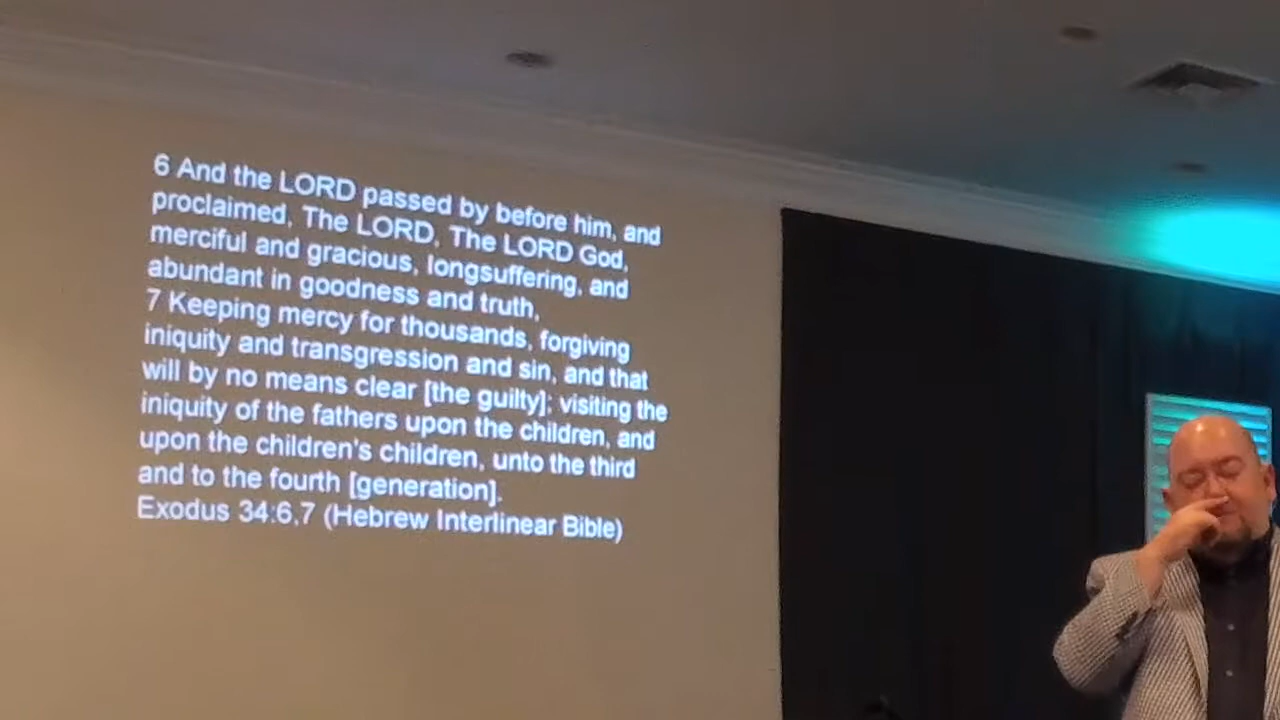 6 And the LORD passed by before him, and
proclaimed, The LORD, The LORD God,
merciful and gracious, longsuffering, and
abundant in goodness and truth,
7 Keeping mercy for thousands, forgiving
iniquity and transgression and sin, and that
will by no means clear [the guilty]; visiting the
iniquity of the fathers upon the children, and
upon the children's children, unto the third
and to the fourth [generation].
Exodus 34:6,7 (Hebrew Interlinear Bible)